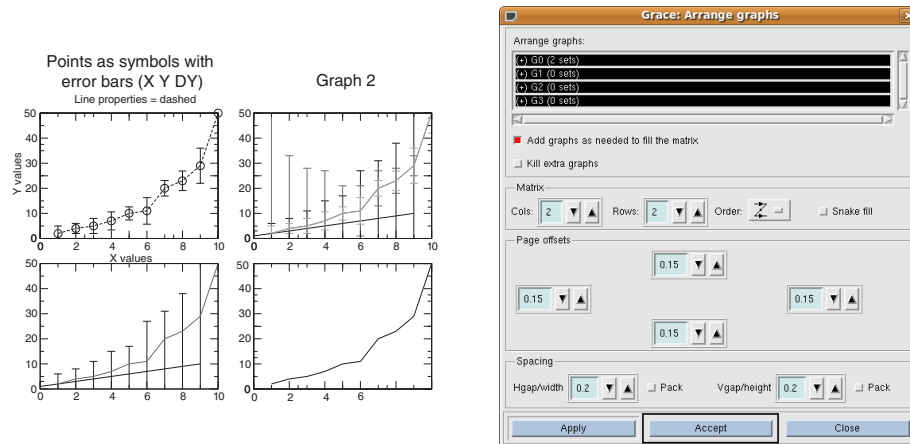 Points as symbols with
error bars (X Y DY)
Line properties = dashed
Graph 2
50
40
30
20
10
0
Y values
0 2 4 6 8 10
X values
50
40
30
20
10
0
0 2 4 6 8 10
50
40
30
20
10
0
0 2 4 6 8 10
50
40
30
20
10
0
0 2 4 6 8 10
Grace: Arrange graphs
Arrange graphs:
(+) G0 (2 sets)
(+) G1 (0 sets)
(+) G2 (0 sets)
(+) G3 (0 sets)
Add graphs as needed to fill the matrix
Kill extra graphs
Matrix
Cols: 2 Rows: 2 Order: Snake fill
Page offsets
0.15
0.15 0.15
0.15
Spacing
Hgap/width 0.2 Pack Vgap/height 0.2 Pack
Apply Accept Close